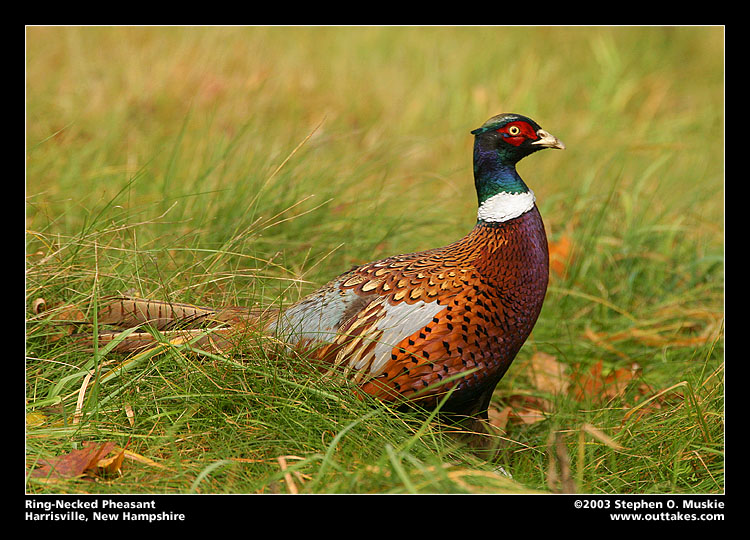 Ring-Necked Pheasant
Harrisville, New Hampshire
©2003 Stephen O. Muskie
www.outtakes.com